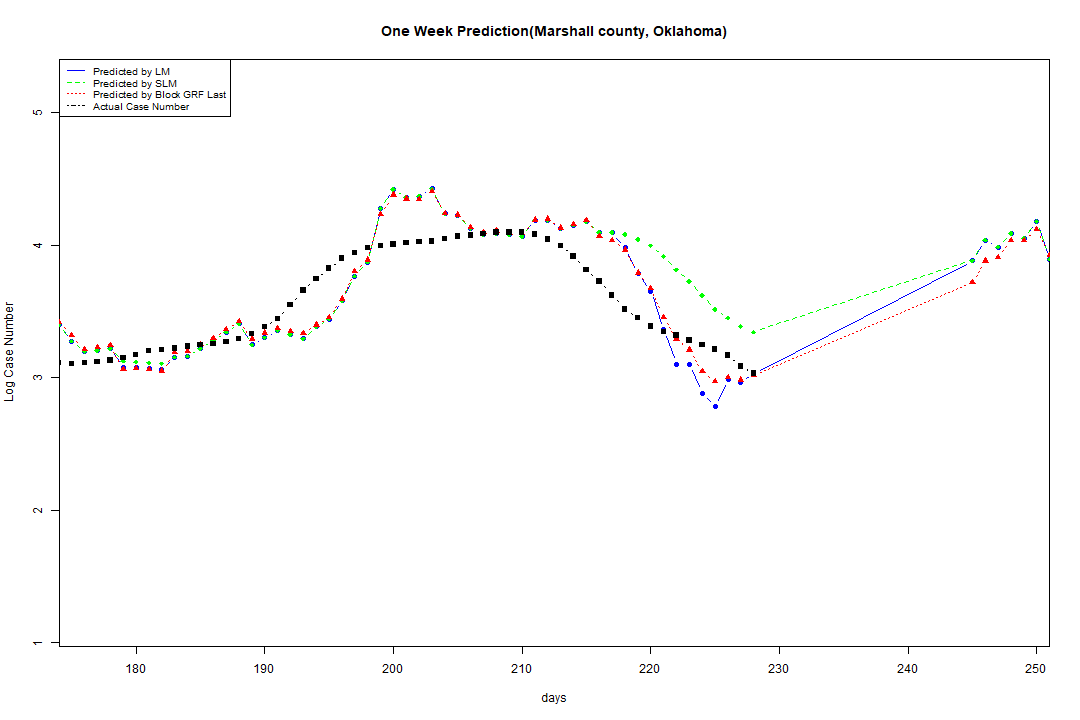 One Week Prediction(Marshall county, Oklahoma)
Predicted by LM
Predicted by SLM
Predicted by Block GRF Last
Actual Case Number
5
4
3
2
1
Log Case Number
180 190 200 210 220 230 240 250
days